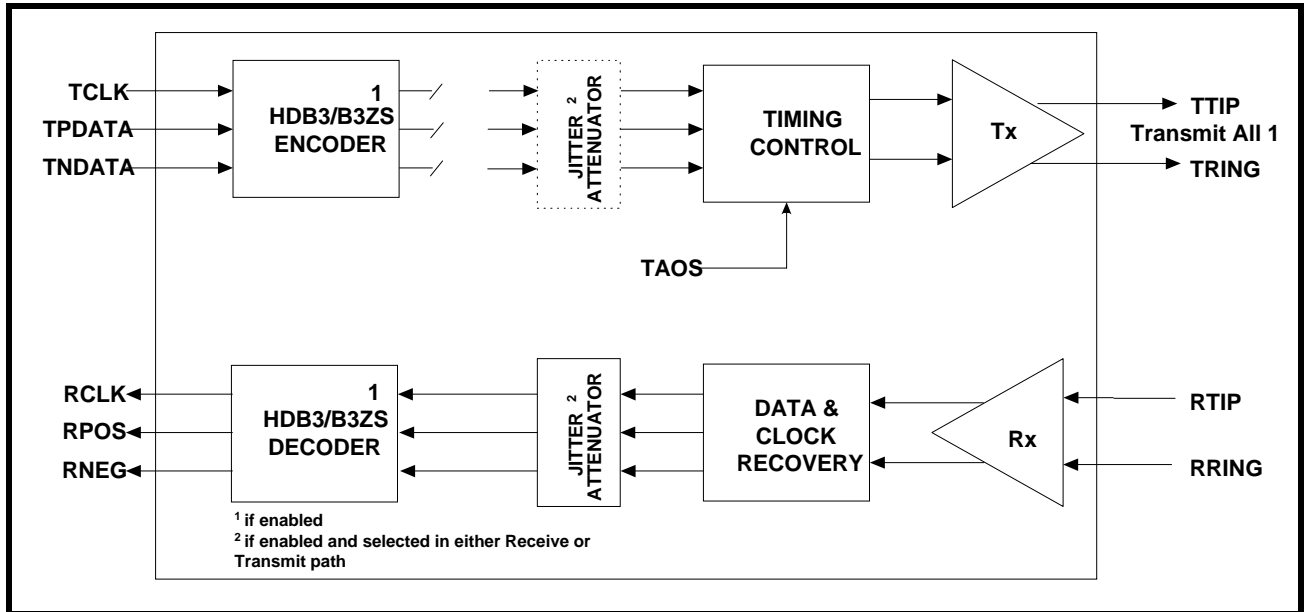 TCLK
TPDATA
TNDATA
1
HDB3/B3ZS
ENCODER
JITTER 2
ATTENUATOR
TIMING
CONTROL
Tx
TTIP
Transmit All 1
TRING
TAOS
RCLK
RPOS
RNEG
1
HDB3/B3ZS
DECODER
JITTER 2
ATTENUATOR
DATA &
CLOCK
RECOVERY
Rx
RTIP
RRING
1 if enabled
2 if enabled and selected in either Receive or
Transmit path